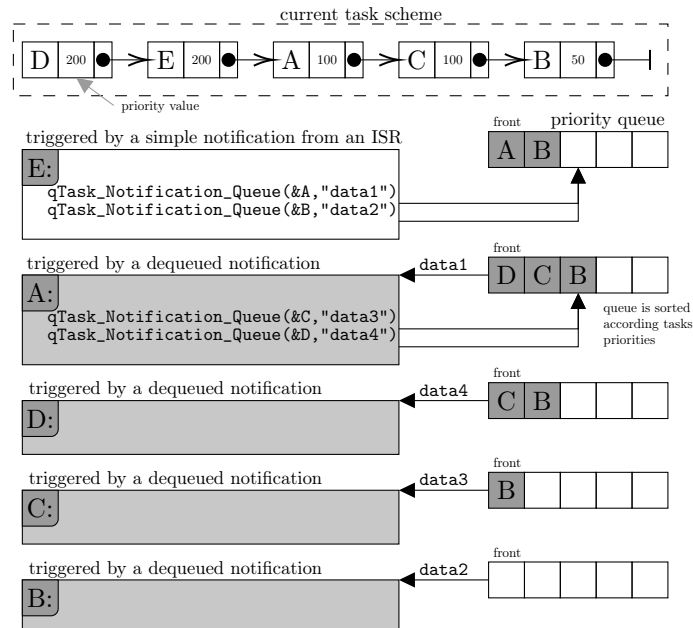 current task scheme
D 200 E 200 A 100 C 100 B 50
priority value
triggered by a simple notification from an ISR
front
priority queue
E:
A B
qTask_Notification_Queue(&A,"data1")
qTask_Notification_Queue(&B,"data2")
triggered by a dequeued notification
data1
front
A:
D C B
qTask_Notification_Queue(&C,"data3")
qTask_Notification_Queue(&D,"data4")
queue is sorted
according tasks
priorities
triggered by a dequeued notification
data4
front
D:
C B
triggered by a dequeued notification
data3
front
C:
B
triggered by a dequeued notification
data2
front
B: